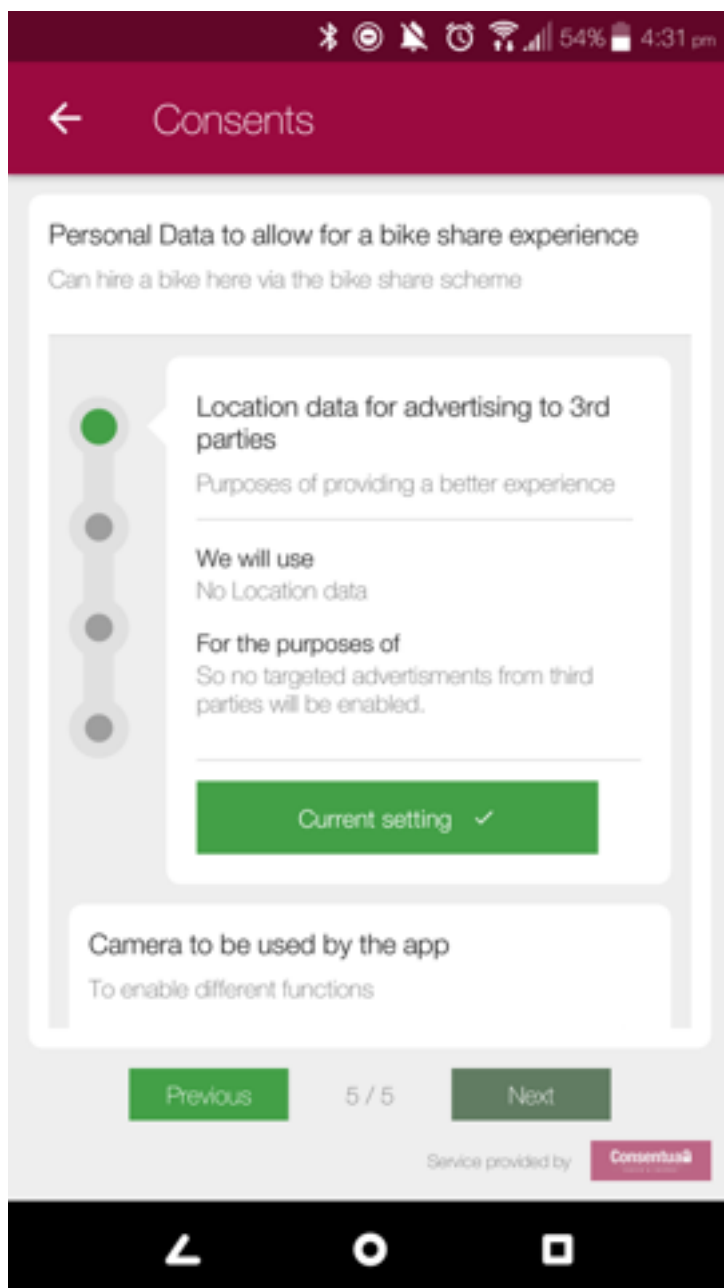 54% 4:31 pm
Consents
Personal Data to allow for a bike share experience
Can hire a bike here via the bike share scheme
Location data for advertising to 3rd
parties
Purposes of providing a better experience
We will use
No Location data
For the purposes of
So no targeted advertisments from third
parties will be enabled.
Current setting
Camera to be used by the app
To enable different functions
Previous 5 / 5 Next
Service provided by Consentua